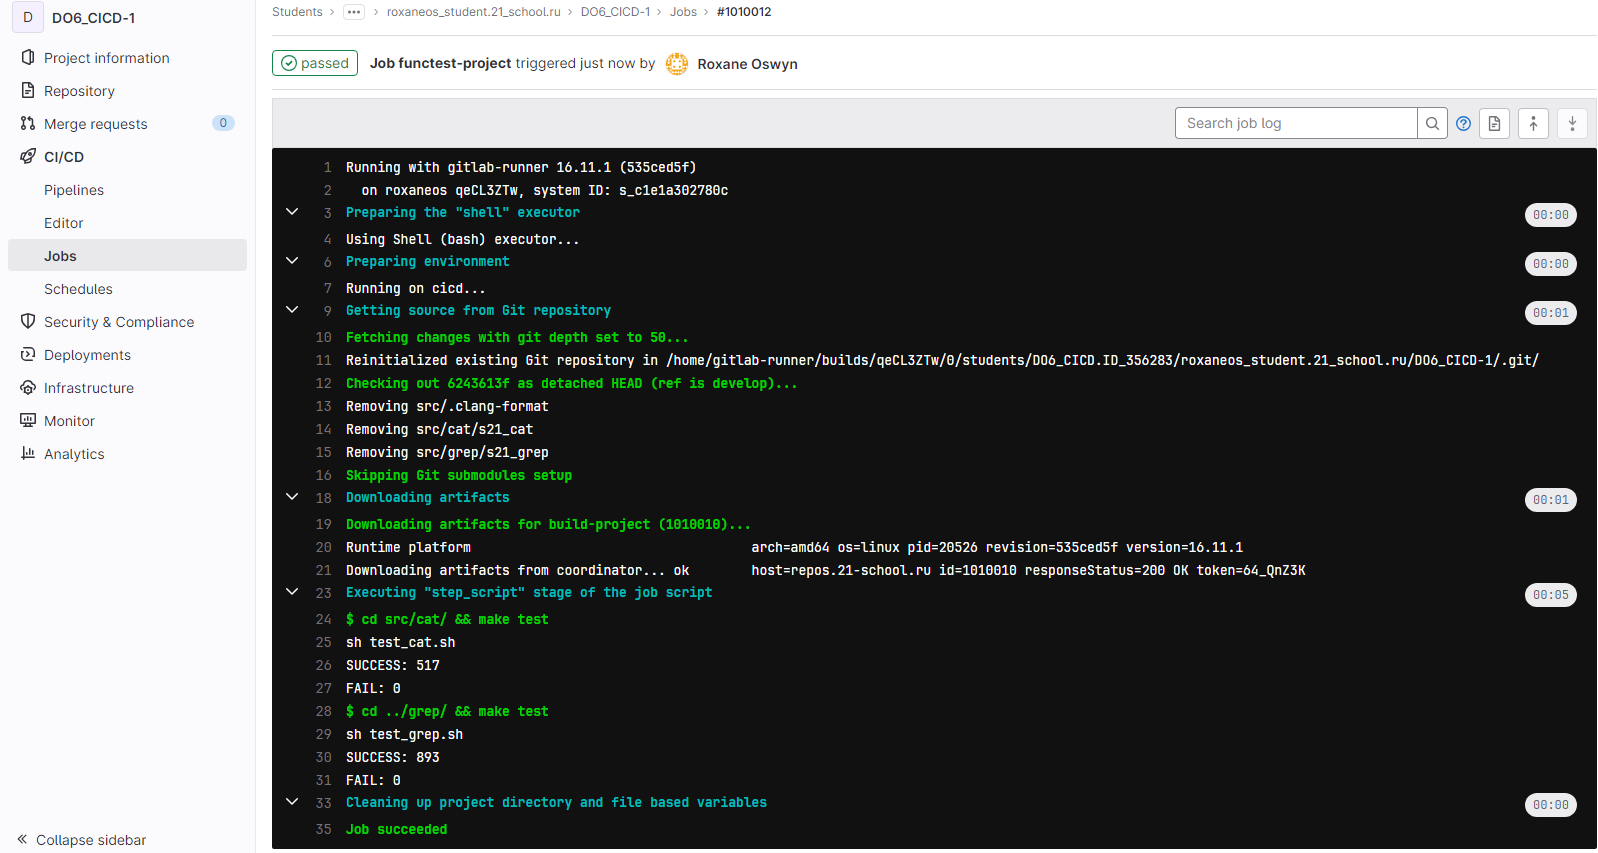 D DO6_CICD-1
Project information
Repository
Merge requests 0
CI/CD
Pipelines
Editor
Jobs
Schedules
Security & Compliance
Deployments
Infrastructure
Monitor
Analytics
Collapse sidebar
Students > ••• > roxaneos_student.21_school.ru > DO6_CICD-1 > Jobs > #1010012
passed Job functest-project triggered just now by Roxane Oswyn
Search job log
1 Running with gitlab-runner 16.11.1 (535ced5f)
2 on roxaneos qeCL3ZTw, system ID: s_c1e1a302780c
3 Preparing the "shell" executor 00:00
4 Using Shell (bash) executor...
6 Preparing environment 00:00
7 Running on cicd...
9 Getting source from Git repository 00:01
10 Fetching changes with git depth set to 50...
11 Reinitialized existing Git repository in /home/gitlab-runner/builds/qeCL3ZTw/0/students/DO6_CICD.ID_356283/roxaneos_student.21_school.ru/DO6_CICD-1/.git/
12 Checking out 6243613f as detached HEAD (ref is develop)...
13 Removing src/.clang-format
14 Removing src/cat/s21_cat
15 Removing src/grep/s21_grep
16 Skipping Git submodules setup
18 Downloading artifacts 00:01
19 Downloading artifacts for build-project (1010010)...
20 Runtime platform arch=amd64 os=linux pid=20526 revision=535ced5f version=16.11.1
21 Downloading artifacts from coordinator... ok host=repos.21-school.ru id=1010010 responseStatus=200 OK token=64_QnZ3K
23 Executing "step_script" stage of the job script 00:05
24 $ cd src/cat/ && make test
25 sh test_cat.sh
26 SUCCESS: 517
27 FAIL: 0
28 $ cd ../grep/ && make test
29 sh test_grep.sh
30 SUCCESS: 893
31 FAIL: 0
33 Cleaning up project directory and file based variables 00:00
35 Job succeeded